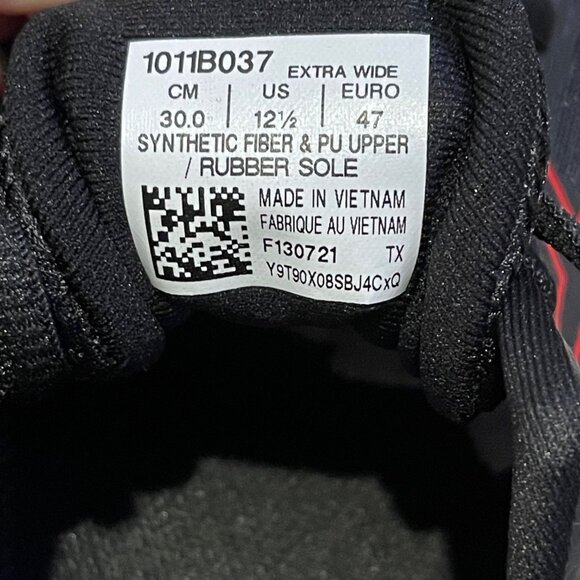 1011B037 EXTRA WIDE
CM | US | EURO
30.0 | 12½ | 47
SYNTHETIC FIBER & PU UPPER
/ RUBBER SOLE
MADE IN VIETNAM
FABRIQUE AU VIETNAM
F130721 TX
Y9T90X08SBJ4CxQ